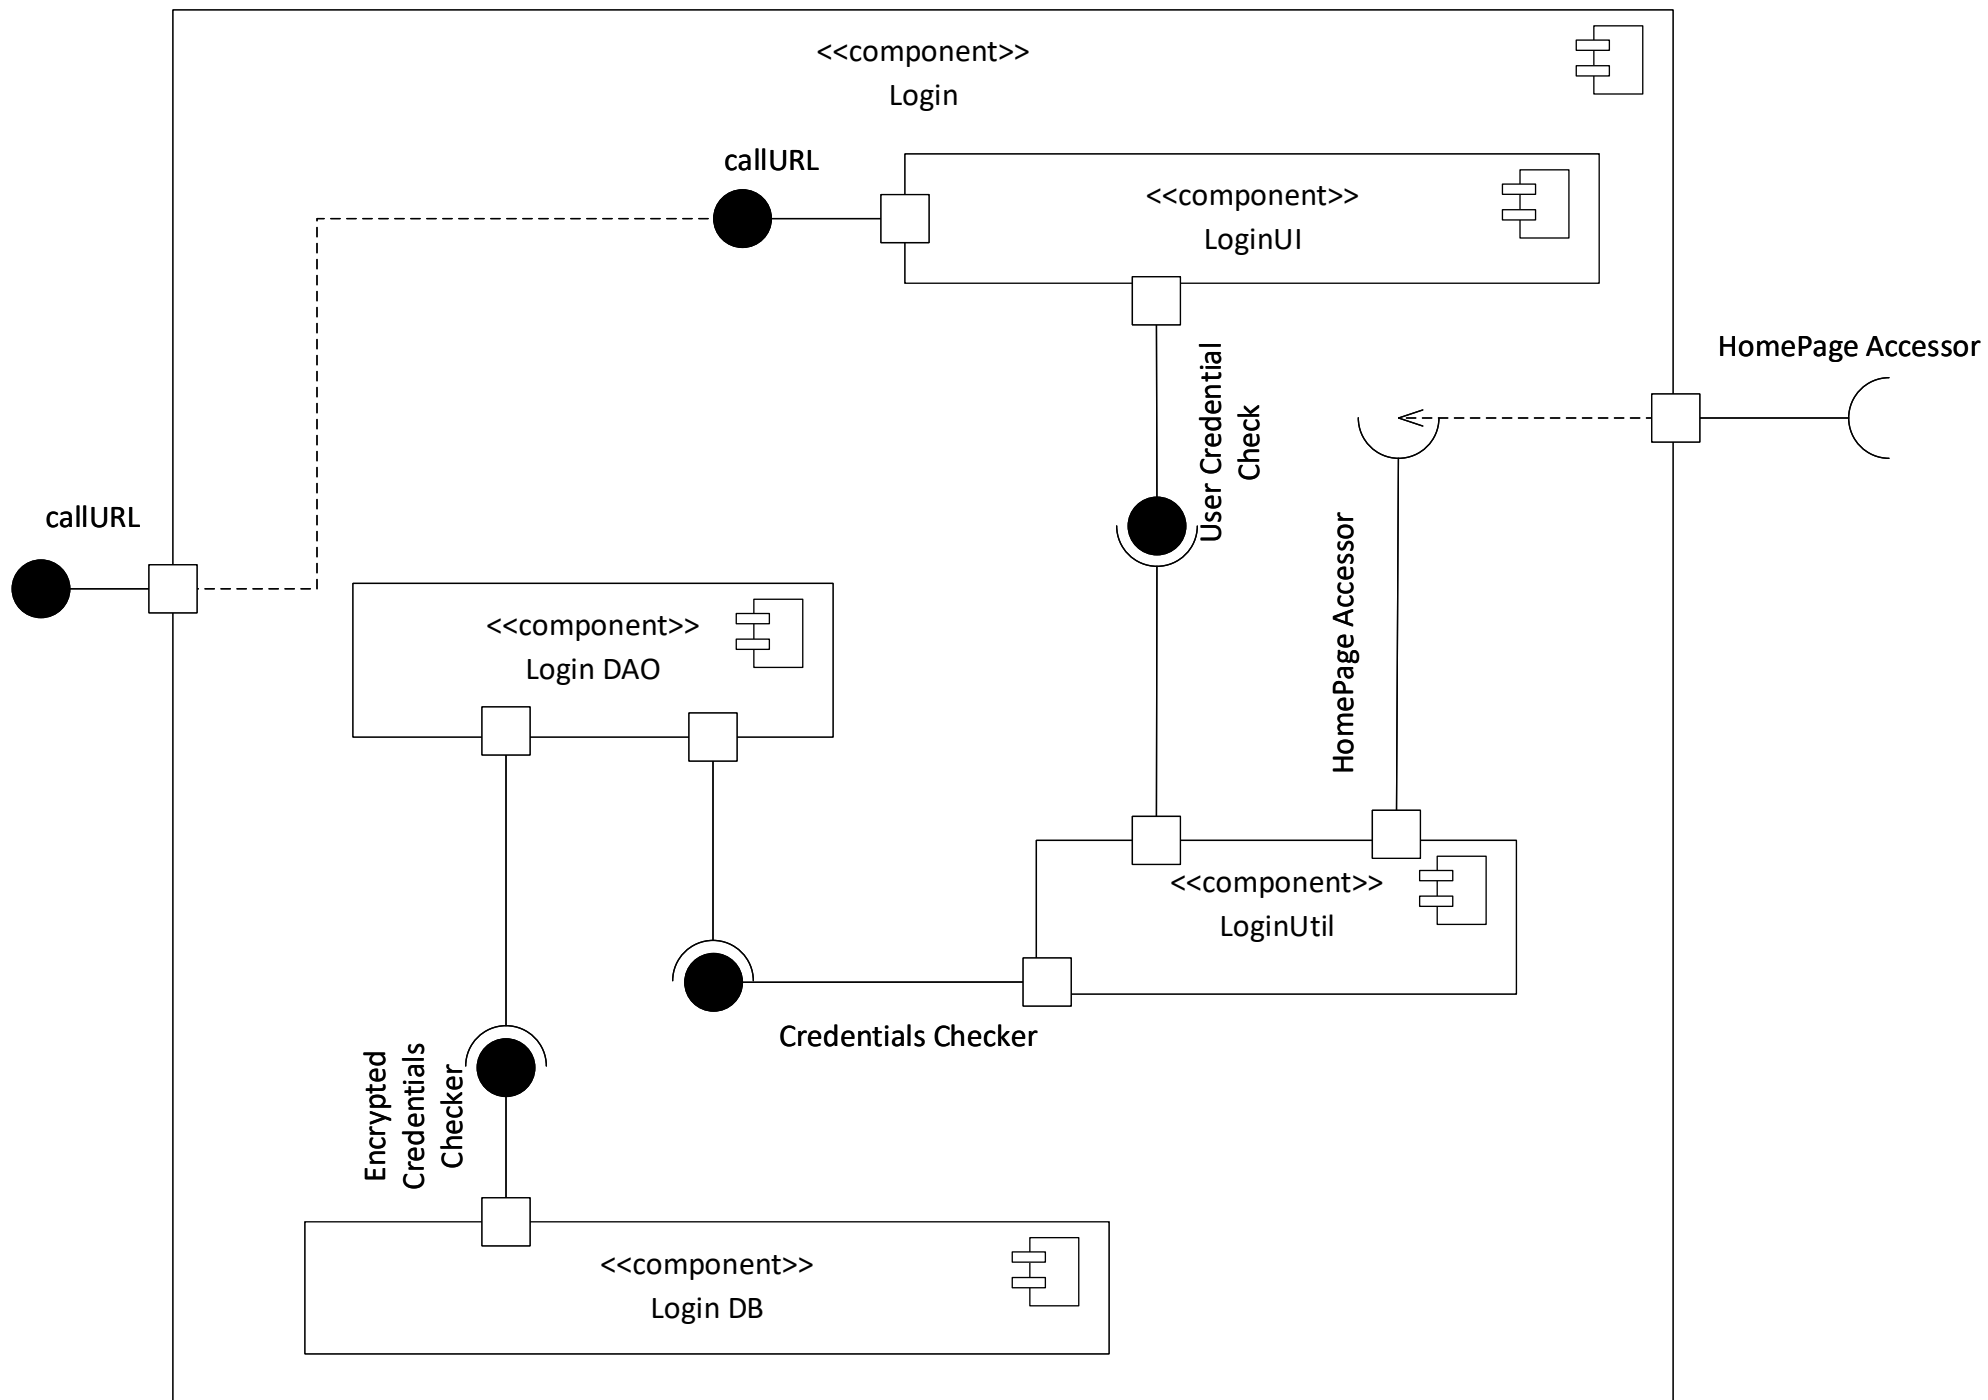 <<component>>
Login
callURL
<<component>>
LoginUI
User Credential
Check
HomePage Accessor
HomePage Accessor
callURL
<<component>>
Login DAO
<<component>>
LoginUtil
Credentials Checker
Encrypted
Credentials
Checker
<<component>>
Login DB